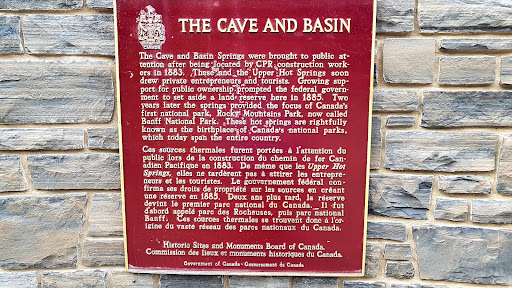 CANADA
THE CAVE AND BASIN
The Cave and Basin Springs were brought to public at-
tention after being located by CPR construction work-
ers in 1883. These and the Upper Hot Springs soon
drew private entrepreneurs and tourists. Growing sup-
port for public ownership prompted the federal govern-
ment to set aside a land reserve here in 1885. Two
years later the springs provided the focus of Canada's
first national park, Rocky Mountains Park, now called
Banff National Park. These hot springs are rightfully
known as the birthplace of Canada's national parks,
which today span the entire country.
Ces sources thermales furent portées à l'attention du
public lors de la construction du chemin de fer Can-
adien Pacifique en 1883. De même que les Upper Hot
Springs, elles ne tardèrent pas à attirer les entrepre-
neurs et les touristes. Le gouvernement fédéral con-
firma ses droits de propriété sur les sources en créant
une réserve en 1885. Deux ans plus tard, la réserve
devint le premier parc national du Canada. Il fut
d'abord appelé parc des Rocheuses, puis parc national
Banff. Ces sources thermales se trouvent donc à l'ori-
gine du vaste réseau des parcs nationaux du Canada.
Historic Sites and Monuments Board of Canada.
Commission des lieux et monuments historiques du Canada.
Government of Canada - Gouvernement du Canada